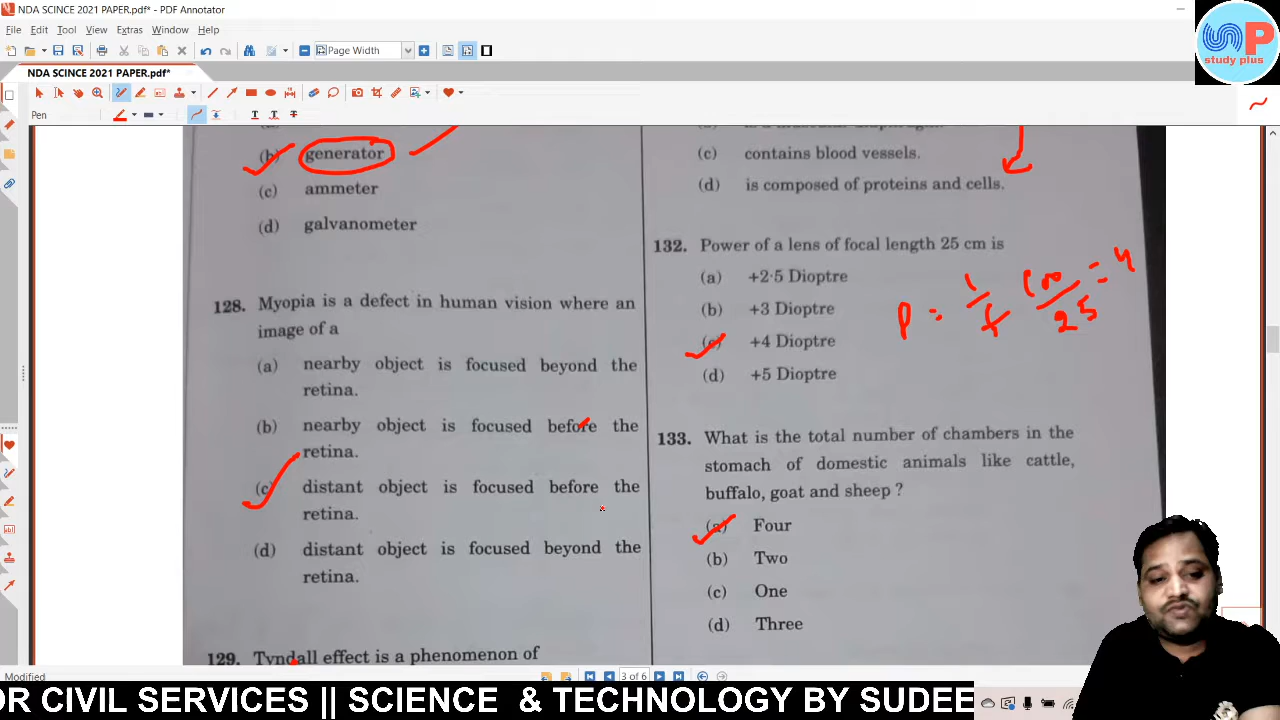 NDA SCINCE 2021 PAPER.pdf* - PDF Annotator
File Edit Tool View Extras Window Help
Page Width
NDA SCINCE 2021 PAPER.pdf*
Pen
(b) generator
(c) ammeter
(d) galvanometer
128. Myopia is a defect in human vision where an
image of a
(a) nearby object is focused beyond the
retina.
(b) nearby object is focused before the
retina.
(c) distant object is focused before the
retina.
(d) distant object is focused beyond the
retina.
129. Tyndall effect is a phenomenon of
(c) contains blood vessels.
(d) is composed of proteins and cells.
132. Power of a lens of focal length 25 cm is
(a) +2·5 Dioptre
(b) +3 Dioptre
(c) +4 Dioptre
(d) +5 Dioptre
P = 1/f 100/25 = 4
133. What is the total number of chambers in the
stomach of domestic animals like cattle,
buffalo, goat and sheep ?
(a) Four
(b) Two
(c) One
(d) Three
SP
study plus
Modified
3 of 6
OR CIVIL SERVICES || SCIENCE & TECHNOLOGY BY SUDEE